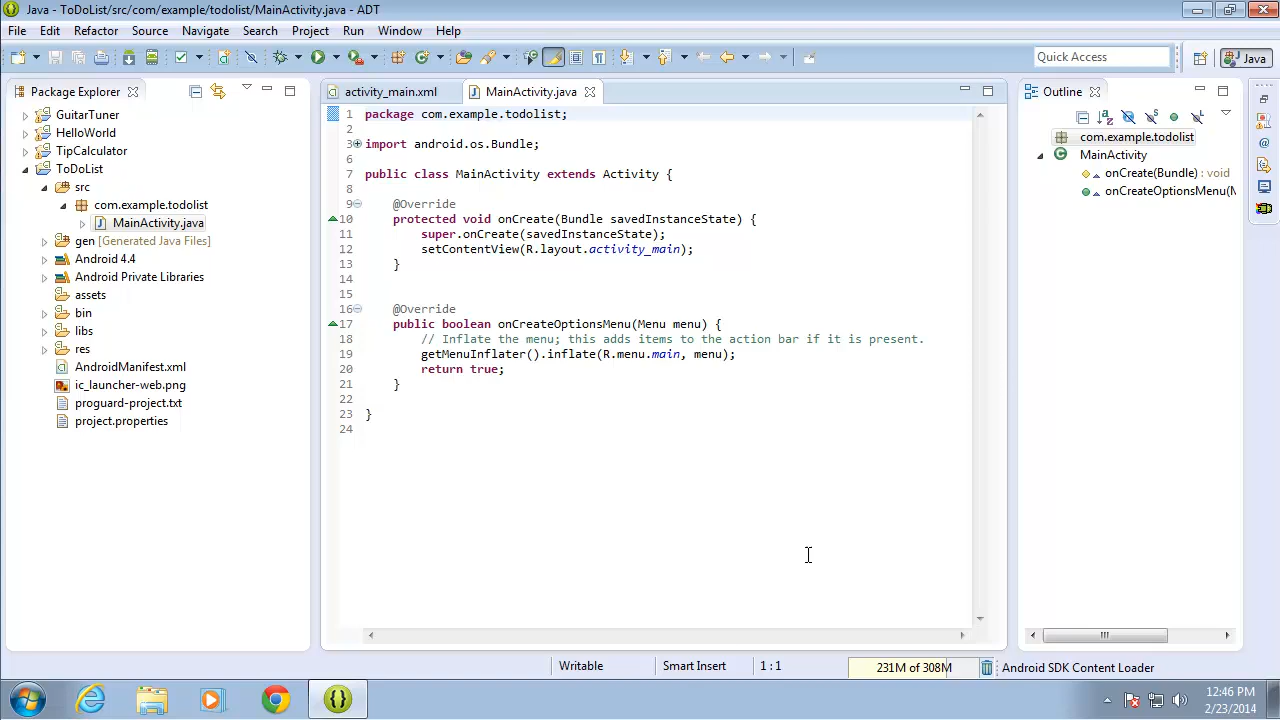 Java - ToDoList/src/com/example/todolist/MainActivity.java - ADT
File Edit Refactor Source Navigate Search Project Run Window Help
Quick Access
Java
Package Explorer
GuitarTuner
HelloWorld
TipCalculator
ToDoList
src
com.example.todolist
MainActivity.java
gen [Generated Java Files]
Android 4.4
Android Private Libraries
assets
bin
libs
res
AndroidManifest.xml
ic_launcher-web.png
proguard-project.txt
project.properties
activity_main.xml
MainActivity.java
1 package com.example.todolist;
2
3 import android.os.Bundle;
6
7 public class MainActivity extends Activity {
8
9 @Override
10 protected void onCreate(Bundle savedInstanceState) {
11 super.onCreate(savedInstanceState);
12 setContentView(R.layout.activity_main);
13 }
14
15
16 @Override
17 public boolean onCreateOptionsMenu(Menu menu) {
18 // Inflate the menu; this adds items to the action bar if it is present.
19 getMenuInflater().inflate(R.menu.main, menu);
20 return true;
21 }
22
23 }
24
Outline
com.example.todolist
MainActivity
onCreate(Bundle) : void
onCreateOptionsMenu(M
Writable
Smart Insert
1 : 1
231M of 308M
Android SDK Content Loader
12:46 PM
2/23/2014